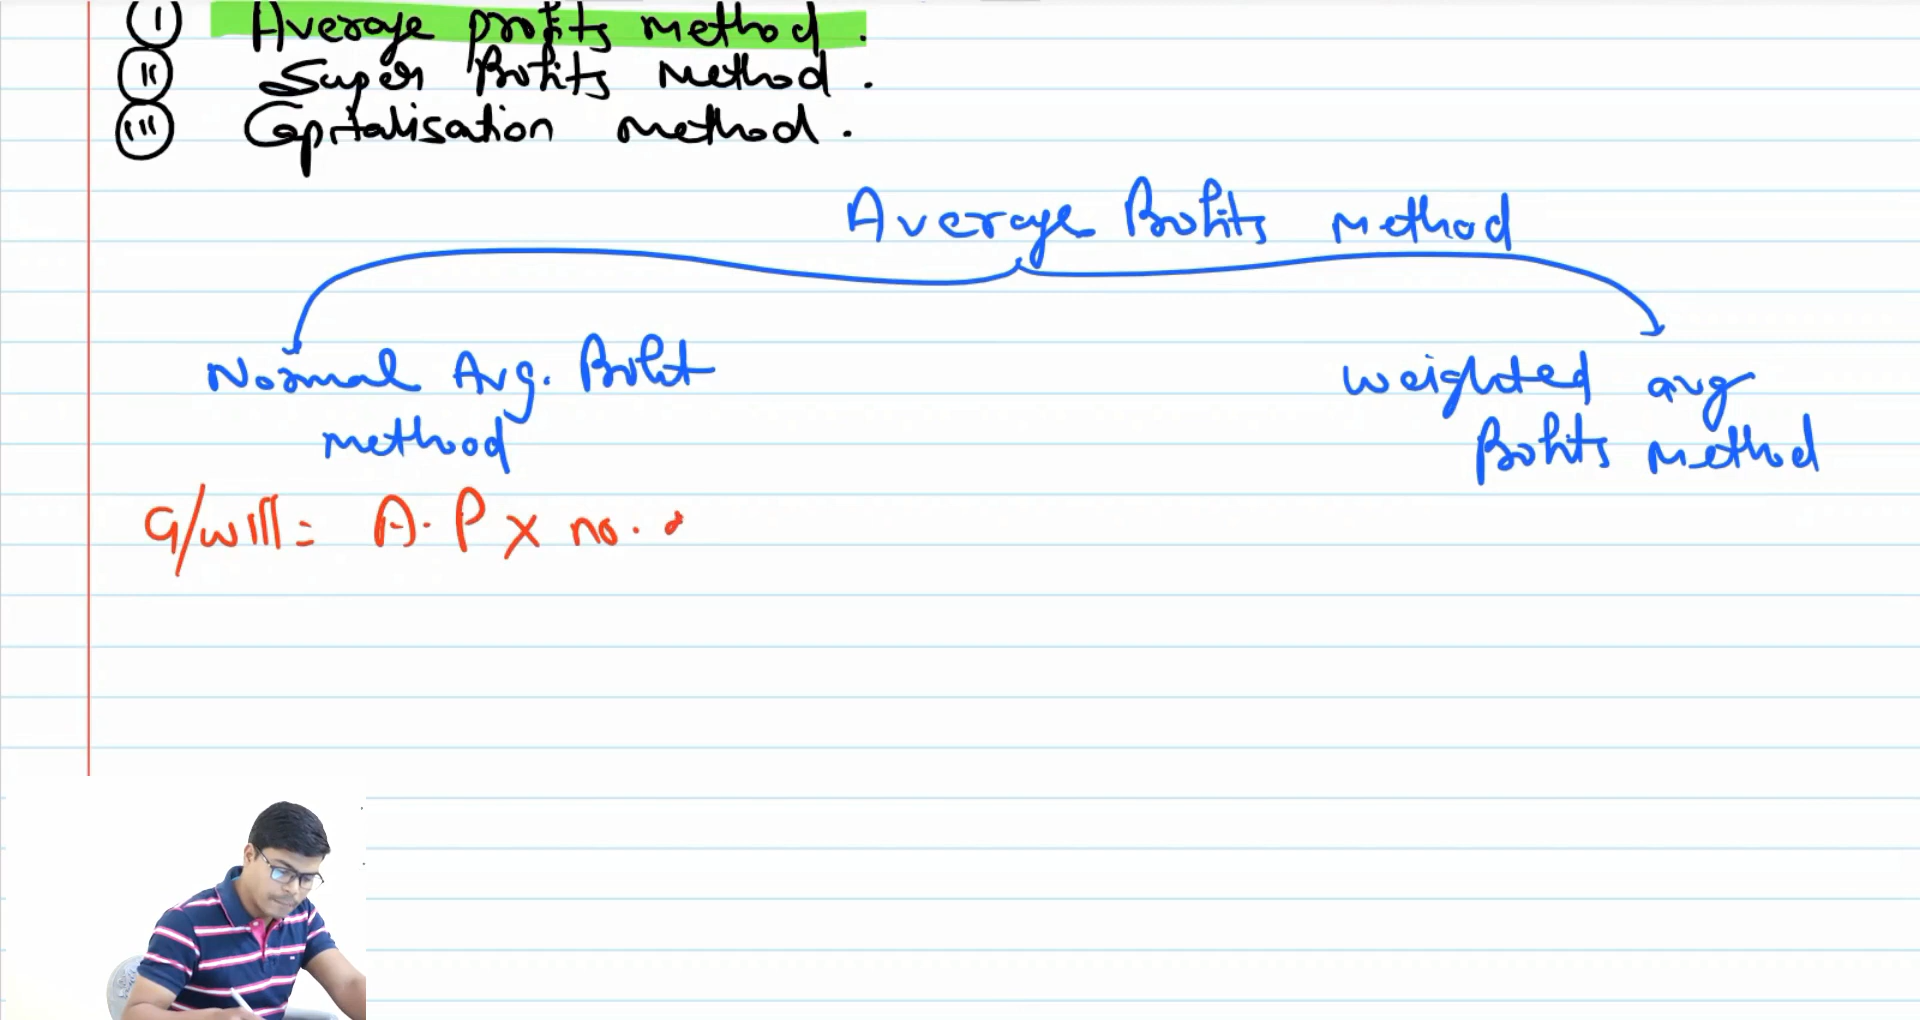 (I) Average profits method.
(II) Super Profits Method.
(III) Capitalisation method.
Average Profits Method
Normal Avg. Profit
method
Weighted avg
Profits Method
G/will = A.P x no. o